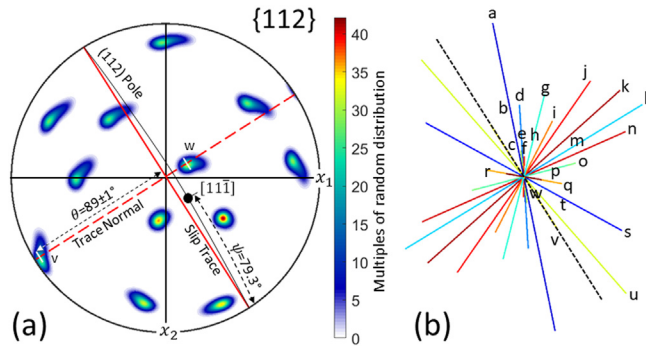 {112}
(112) Pole
w
x₁
[11ī]
θ=89±1°
Trace Normal
Slip Trace
ψ=79.3°
v
x₂
(a)
40
35
30
25
20
15
10
5
0
Multiples of random distribution
a
b
c
d
e
f
g
h
i
j
k
m
n
o
p
q
r
s
t
u
v
w
(b)